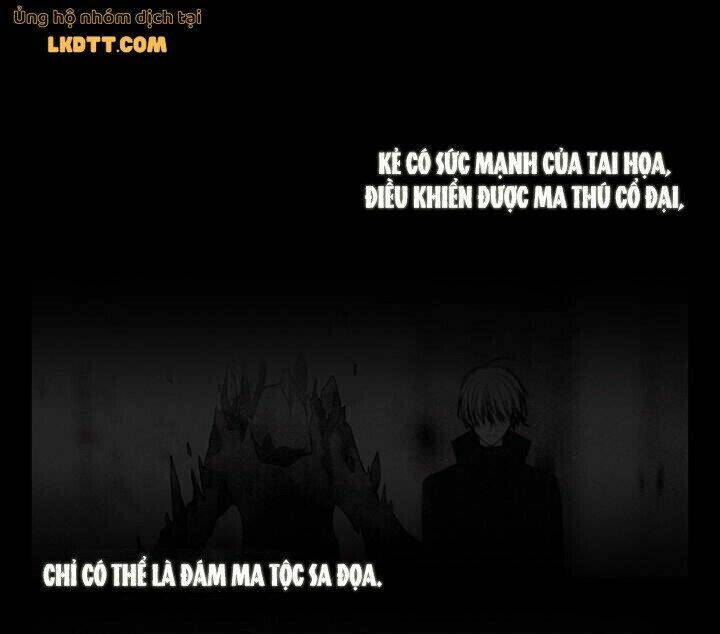 Ủng hộ nhóm dịch tại
LKDTT.COM
KẺ CÓ SỨC MẠNH CỦA TAI HỌA,
ĐIỀU KHIỂN ĐƯỢC MA THÚ CỔ ĐẠI,
CHỈ CÓ THỂ LÀ ĐÁM MA TỘC SA ĐỌA.